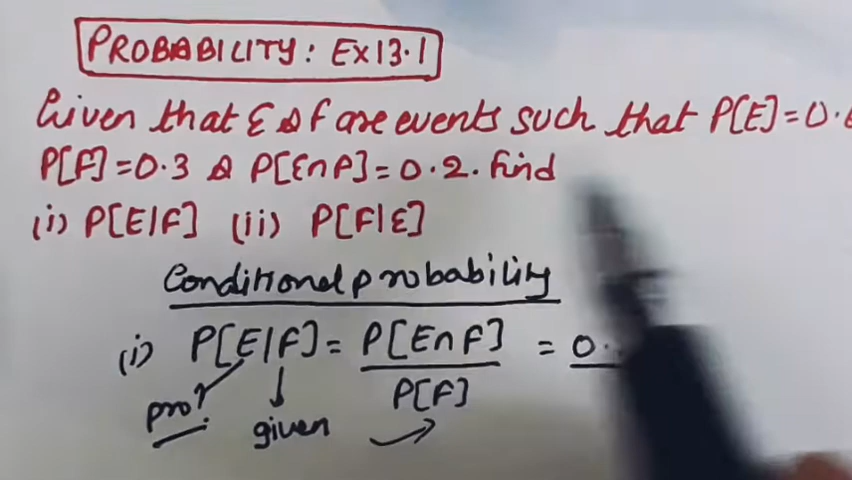 PROBABILITY: EX13.1
Given that E & F are events such that P[E]=0.6
P[F]=0.3 & P[E∩F]=0.2. Find
(i) P[E|F] (ii) P[F|E]
Conditional probability
(i) P[E|F] = P[E∩F] = 0.
P[F]
pro?
given